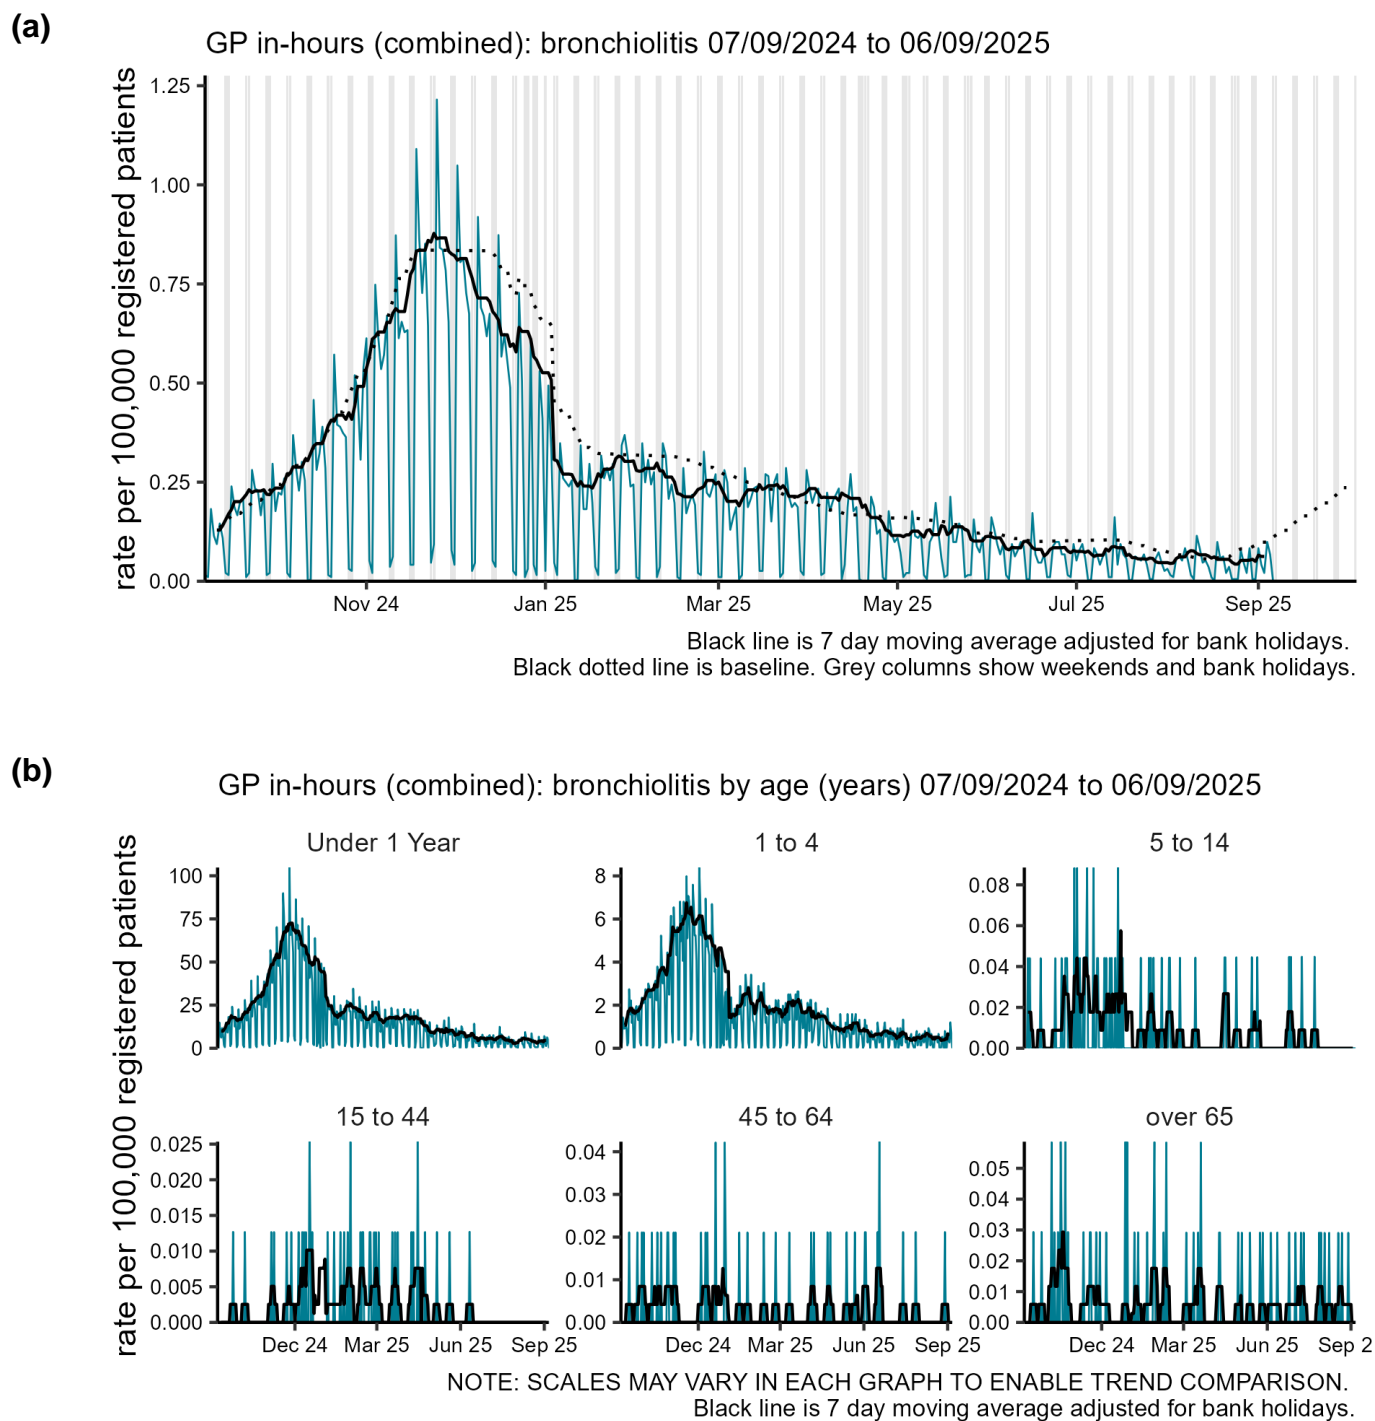 (a)
GP in-hours (combined): bronchiolitis 07/09/2024 to 06/09/2025
rate per 100,000 registered patients
1.25
1.00
0.75
0.50
0.25
0.00
Nov 24 Jan 25 Mar 25 May 25 Jul 25 Sep 25
Black line is 7 day moving average adjusted for bank holidays.
Black dotted line is baseline. Grey columns show weekends and bank holidays.
(b)
GP in-hours (combined): bronchiolitis by age (years) 07/09/2024 to 06/09/2025
rate per 100,000 registered patients
Under 1 Year
100
75
50
25
0
1 to 4
8
6
4
2
0
5 to 14
0.08
0.06
0.04
0.02
0.00
15 to 44
0.025
0.020
0.015
0.010
0.005
0.000
Dec 24 Mar 25 Jun 25 Sep 25
45 to 64
0.04
0.03
0.02
0.01
0.00
Dec 24 Mar 25 Jun 25 Sep 25
over 65
0.05
0.04
0.03
0.02
0.01
0.00
Dec 24 Mar 25 Jun 25 Sep 2
NOTE: SCALES MAY VARY IN EACH GRAPH TO ENABLE TREND COMPARISON.
Black line is 7 day moving average adjusted for bank holidays.